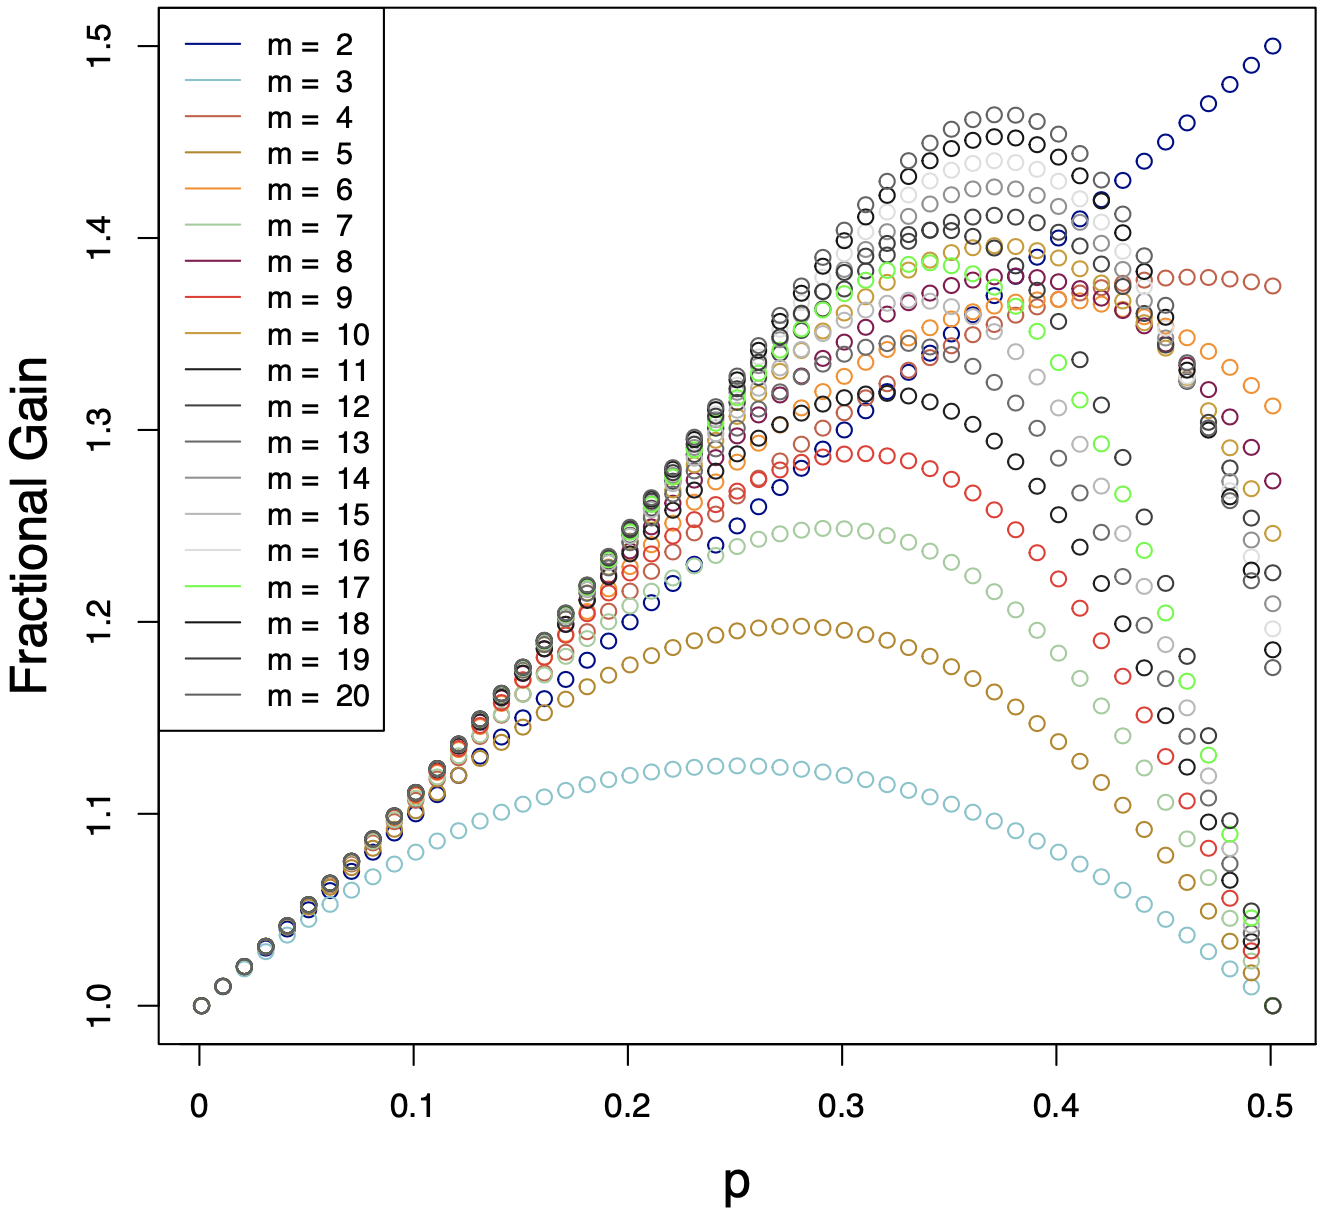 Fractional Gain
1.5
1.4
1.3
1.2
1.1
1.0
m = 2
m = 3
m = 4
m = 5
m = 6
m = 7
m = 8
m = 9
m = 10
m = 11
m = 12
m = 13
m = 14
m = 15
m = 16
m = 17
m = 18
m = 19
m = 20
0 0.1 0.2 0.3 0.4 0.5
p